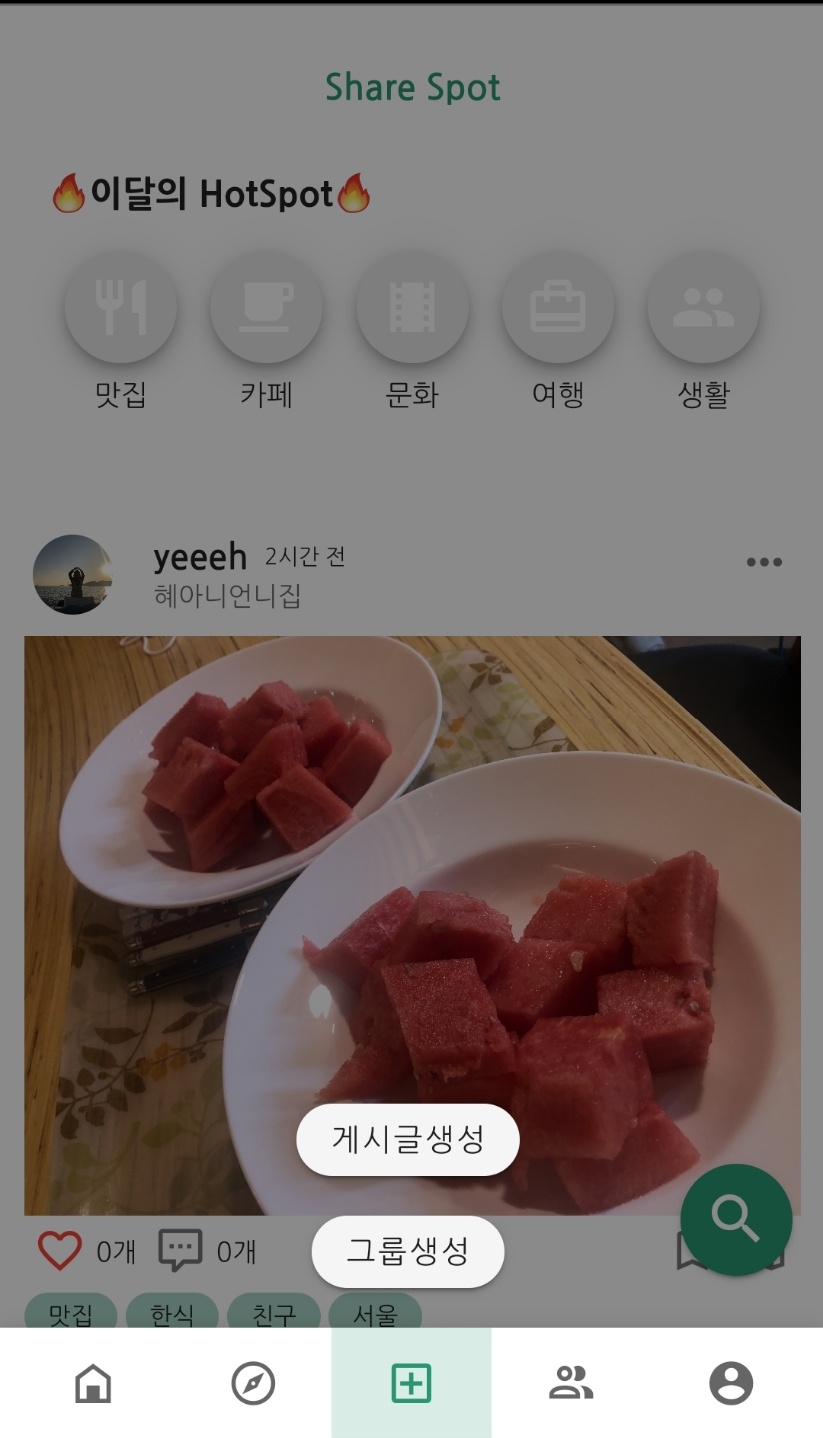 Share Spot
🔥이달의 HotSpot🔥
맛집 카페 문화 여행 생활
yeeeh 2시간 전
혜아니언니집
게시글생성
0개 0개
그룹생성
맛집 한식 친구 서울